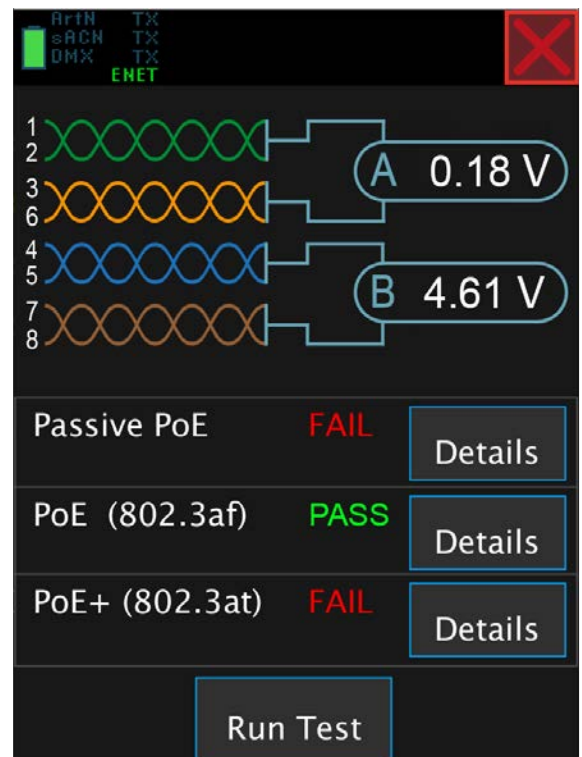 ArtN TX
sACN TX
DMX TX
ENET
1
2
3
6
A 0.18 V
4
5
7
8
B 4.61 V
Passive PoE FAIL Details
PoE (802.3af) PASS Details
PoE+ (802.3at) FAIL Details
Run Test